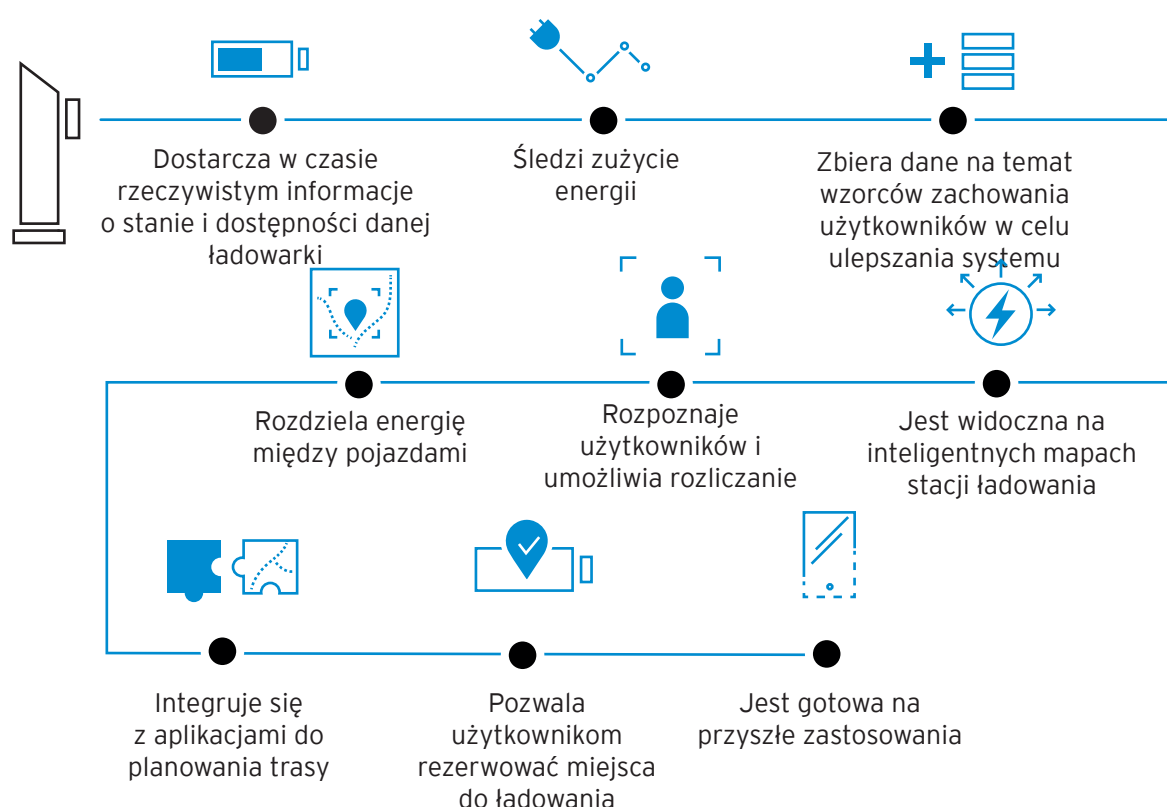 Dostarcza w czasie
rzeczywistym informacje
o stanie i dostępności danej
ładowarki
Śledzi zużycie
energii
Zbiera dane na temat
wzorców zachowania
użytkowników w celu
ulepszania systemu
Rozdziela energię
między pojazdami
Rozpoznaje
użytkowników i
umożliwia rozliczanie
Jest widoczna na
inteligentnych mapach
stacji ładowania
Integruje się
z aplikacjami do
planowania trasy
Pozwala
użytkownikom
rezerwować miejsca
do ładowania
Jest gotowa na
przyszłe zastosowania